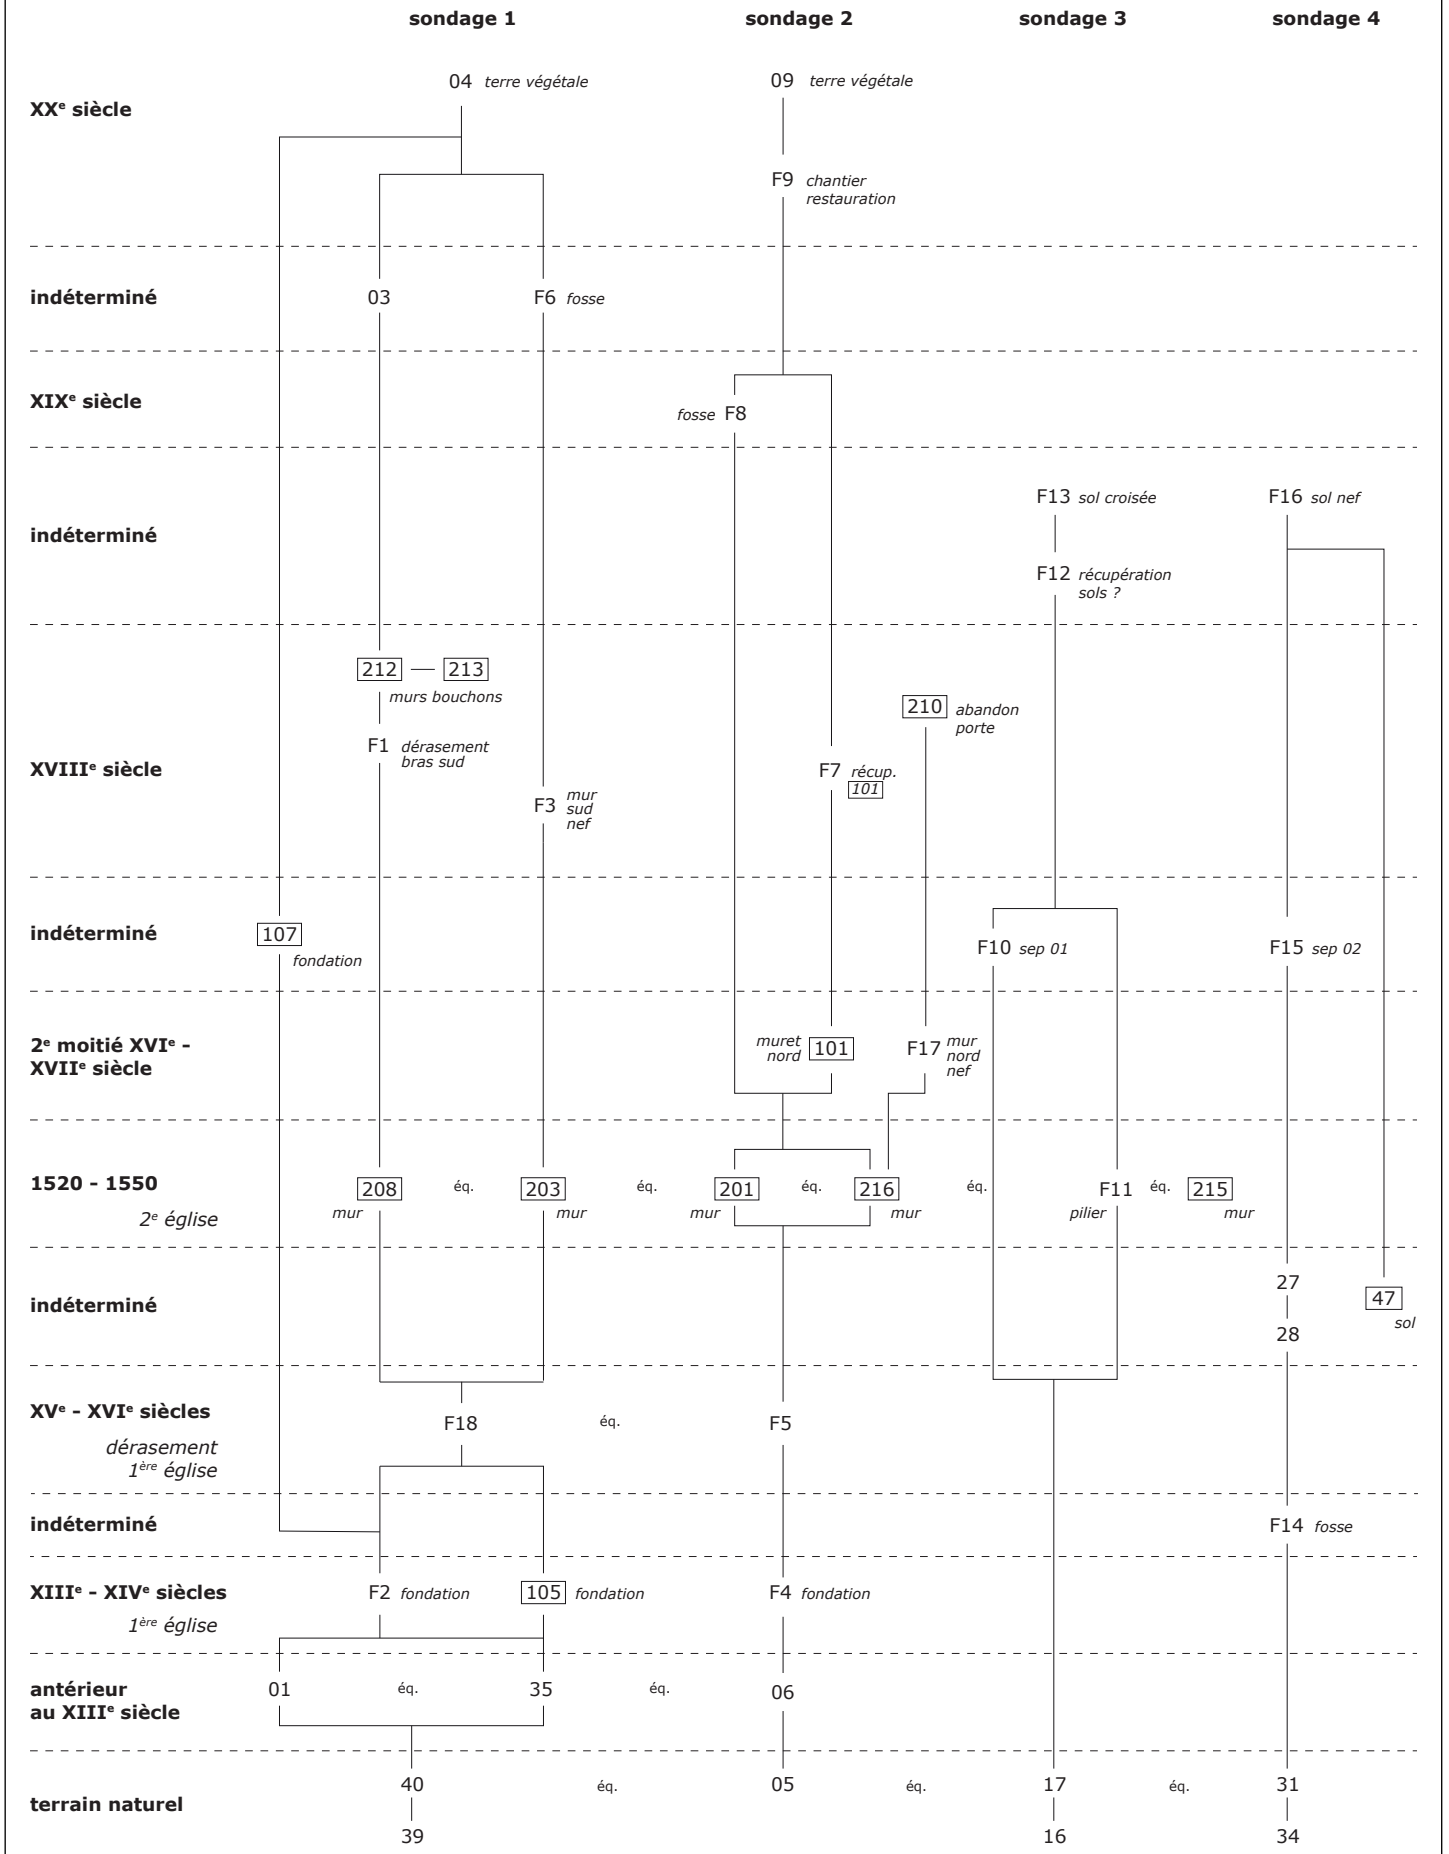 sondage 1 sondage 2 sondage 3 sondage 4
04 terre végétale 09 terre végétale
XXe siècle
F9 chantier
restauration
indéterminé 03 F6 fosse
XIXe siècle
fosse F8
F13 sol croisée F16 sol nef
indéterminé
F12 récupération
sols ?
212 213
murs bouchons
210 abandon
porte
F1 dérasement
bras sud
XVIIIe siècle
F7 récup.
101
F3 mur
sud
nef
indéterminé 107 F10 sep 01 F15 sep 02
fondation
2e moitié XVIe -
XVIIe siècle
muret
nord 101
F17 mur
nord
nef
1520 - 1550 208 éq. 203 éq. 201 éq. 216 éq. F11 éq. 215
2e église mur mur mur mur pilier mur
27
indéterminé 47
sol
28
XVe - XVIe siècles F18 éq. F5
dérasement
1ère église
indéterminé F14 fosse
XIIIe - XIVe siècles F2 fondation 105 fondation F4 fondation
1ère église
antérieur
au XIIIe siècle
01 éq. 35 éq. 06
40 éq. 05 éq. 17 éq. 31
terrain naturel
39 16 34